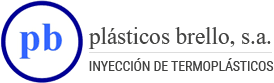 pb
plásticos brello, s.a.
INYECCIÓN DE TERMOPLÁSTICOS